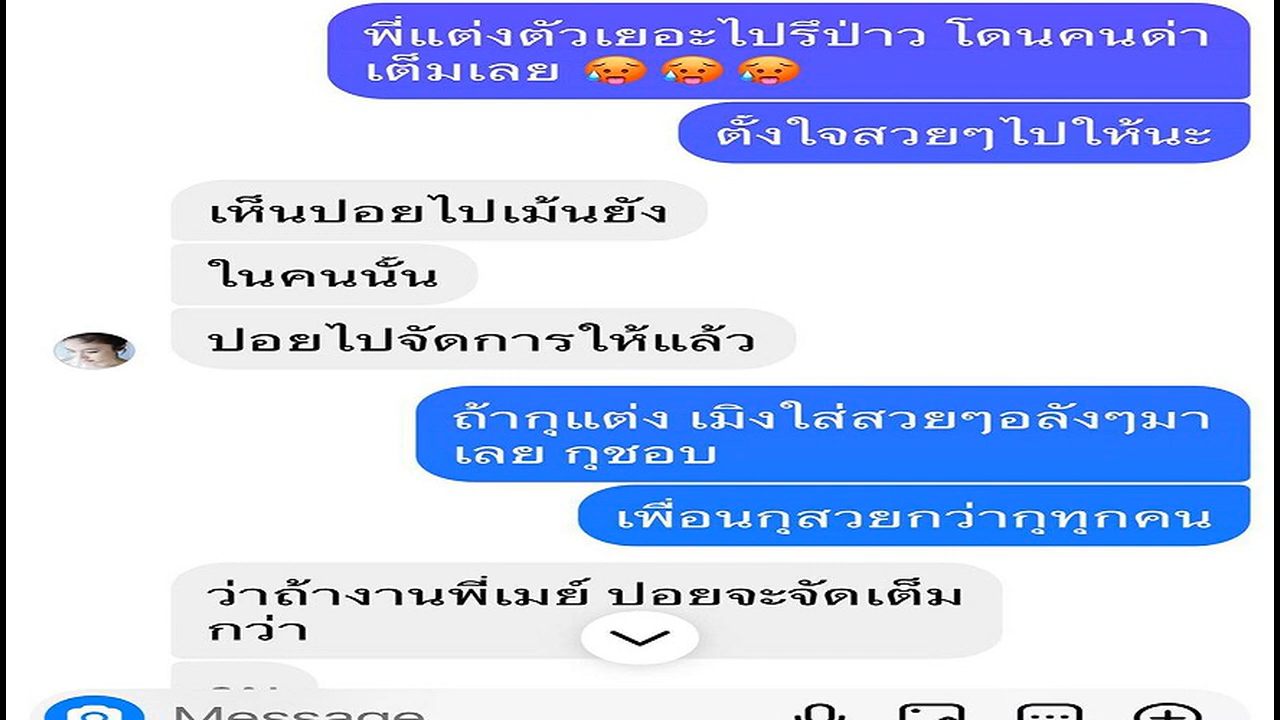 พี่แต่งตัวเยอะไปรึป่าว โดนคนด่า
เต็มเลย 🥵 🥵 🥵
ตั้งใจสวยๆไปให้นะ
เห็นปอยไปเม้นยัง
ในคนนั้น
ปอยไปจัดการให้แล้ว
ถ้ากุแต่ง เมิงใส่สวยๆอลังๆมา
เลย กุชอบ
เพื่อนกุสวยกว่ากุทุกคน
ว่าถ้างานพี่เมย์ ปอยจะจัดเต็ม
กว่า
Message